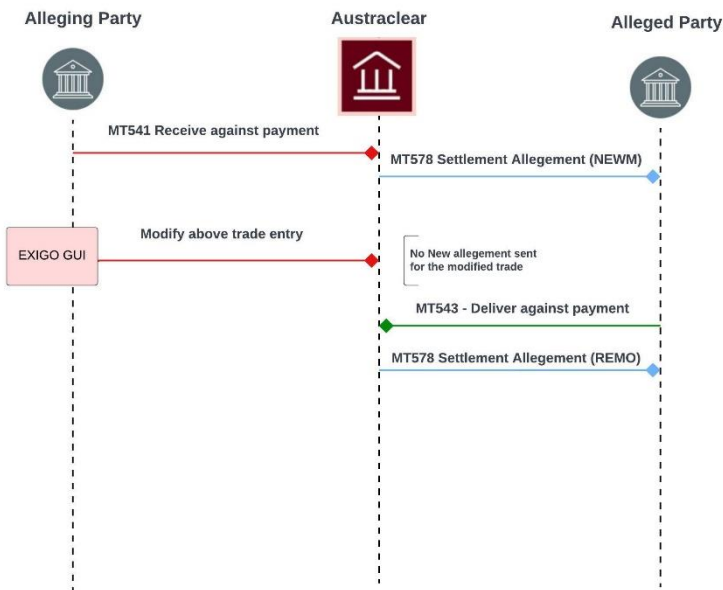 Alleging Party
Austraclear
Alleged Party
MT541 Receive against payment
MT578 Settlement Allegement (NEWM)
Modify above trade entry
EXIGO GUI
No New allegement sent
for the modified trade
MT543 - Deliver against payment
MT578 Settlement Allegement (REMO)